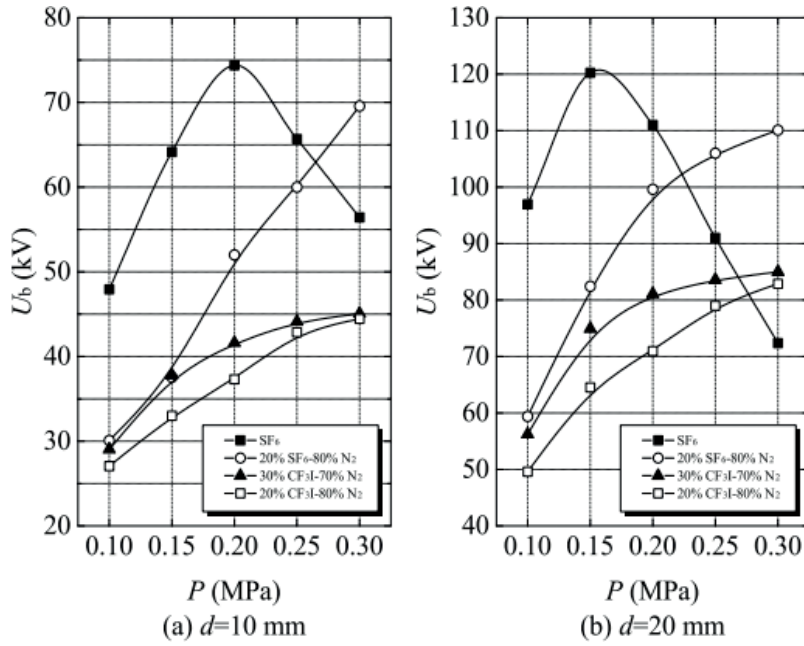 80
70
60
50
40
30
20
U_b (kV)
SF₆
20% SF₆-80% N₂
30% CF₃I-70% N₂
20% CF₃I-80% N₂
0.10 0.15 0.20 0.25 0.30
P (MPa)
(a) d=10 mm
130
120
110
100
90
80
70
60
50
40
U_b (kV)
SF₆
20% SF₆-80% N₂
30% CF₃I-70% N₂
20% CF₃I-80% N₂
0.10 0.15 0.20 0.25 0.30
P (MPa)
(b) d=20 mm